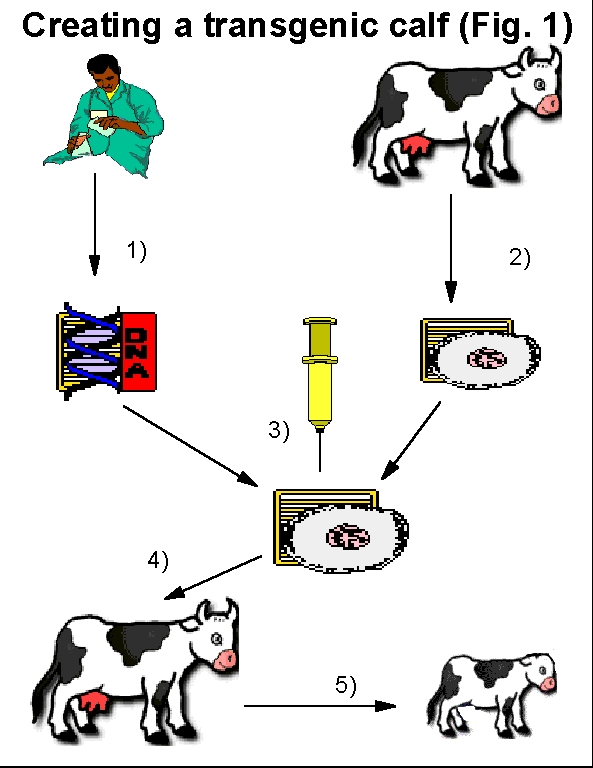 Creating a transgenic calf (Fig. 1)
1)
2)
DNA
3)
4)
5)